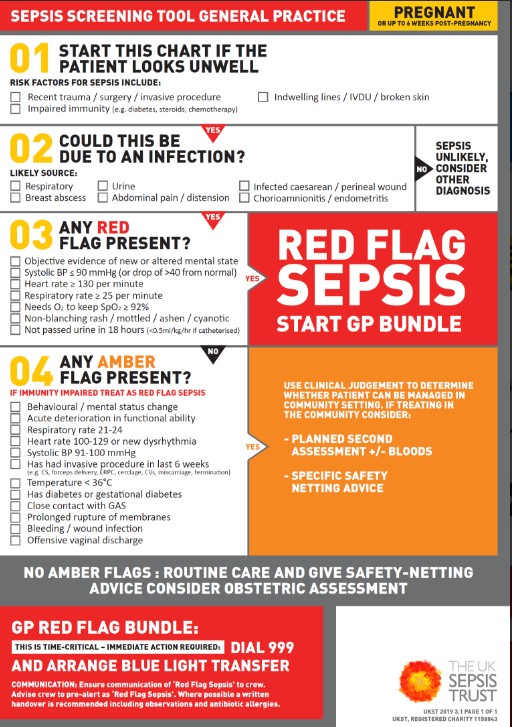 SEPSIS SCREENING TOOL GENERAL PRACTICE
PREGNANT
OR UP TO 6 WEEKS POST-PREGNANCY
01
START THIS CHART IF THE
PATIENT LOOKS UNWELL
RISK FACTORS FOR SEPSIS INCLUDE:
Recent trauma / surgery / invasive procedure
Indwelling lines / IVDU / broken skin
Impaired immunity (e.g. diabetes, steroids, chemotherapy)
YES
02
COULD THIS BE
DUE TO AN INFECTION?
LIKELY SOURCE:
Respiratory
Urine
Infected caesarean / perineal wound
Breast abscess
Abdominal pain / distension
Chorioamnionitis / endometritis
NO
SEPSIS
UNLIKELY,
CONSIDER
OTHER
DIAGNOSIS
YES
03
ANY RED
FLAG PRESENT?
Objective evidence of new or altered mental state
Systolic BP ≤ 90 mmHg (or drop of >40 from normal)
Heart rate ≥ 130 per minute
Respiratory rate ≥ 25 per minute
Needs O₂ to keep SpO₂ ≥ 92%
Non-blanching rash / mottled / ashen / cyanotic
Not passed urine in 18 hours (<0.5ml/kg/hr if catheterised)
YES
RED FLAG
SEPSIS
START GP BUNDLE
NO
04
ANY AMBER
FLAG PRESENT?
IF IMMUNITY IMPAIRED TREAT AS RED FLAG SEPSIS
Behavioural / mental status change
Acute deterioration in functional ability
Respiratory rate 21-24
Heart rate 100-129 or new dysrhythmia
Systolic BP 91-100 mmHg
Has had invasive procedure in last 6 weeks
(e.g. CS, forceps delivery, ERPC, cerclage, CVs, miscarriage, termination)
Temperature < 36°C
Has diabetes or gestational diabetes
Close contact with GAS
Prolonged rupture of membranes
Bleeding / wound infection
Offensive vaginal discharge
YES
USE CLINICAL JUDGEMENT TO DETERMINE
WHETHER PATIENT CAN BE MANAGED IN
COMMUNITY SETTING. IF TREATING IN
THE COMMUNITY CONSIDER:
- PLANNED SECOND
ASSESSMENT +/- BLOODS
- SPECIFIC SAFETY
NETTING ADVICE
NO AMBER FLAGS : ROUTINE CARE AND GIVE SAFETY-NETTING
ADVICE CONSIDER OBSTETRIC ASSESSMENT
GP RED FLAG BUNDLE:
THIS IS TIME-CRITICAL – IMMEDIATE ACTION REQUIRED: DIAL 999
AND ARRANGE BLUE LIGHT TRANSFER
COMMUNICATION: Ensure communication of 'Red Flag Sepsis' to crew.
Advise crew to pre-alert as 'Red Flag Sepsis'. Where possible a written
handover is recommended including observations and antibiotic allergies.
THE UK
SEPSIS
TRUST
UKST 2019 3.1 PAGE 1 OF 1
UKST, REGISTERED CHARITY 1158843